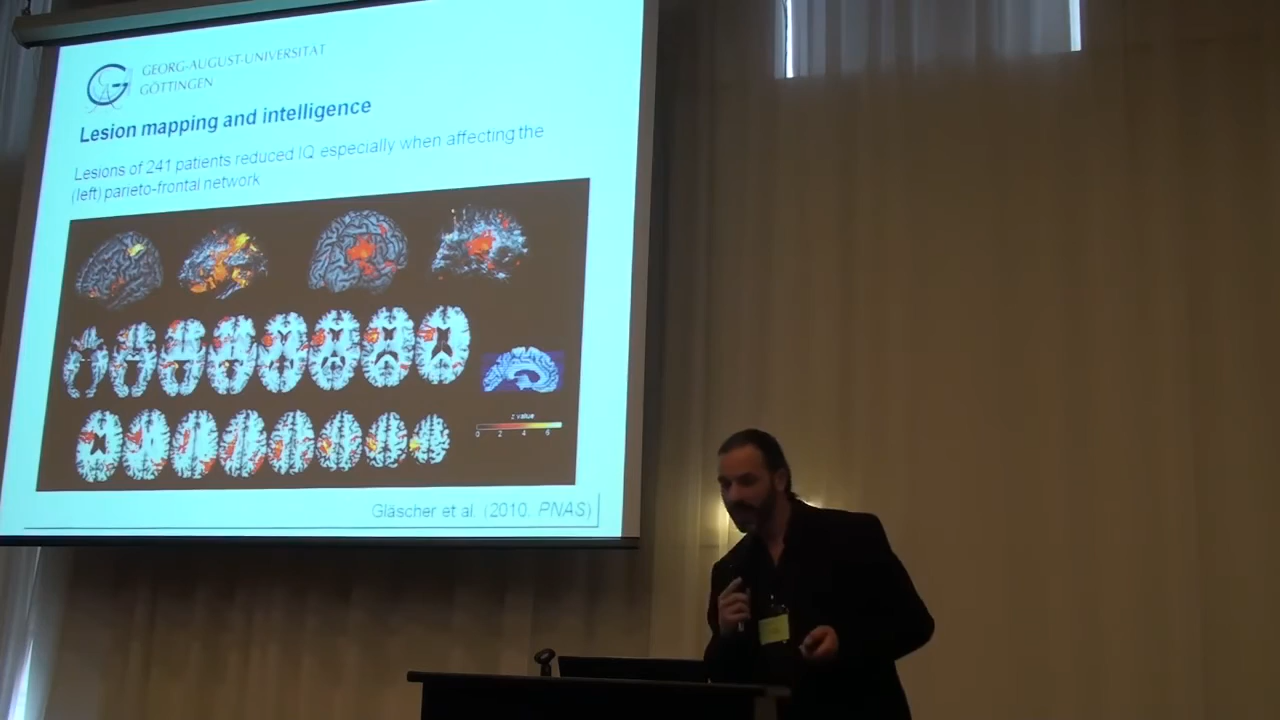 GEORG-AUGUST-UNIVERSITÄT
GÖTTINGEN
Lesion mapping and intelligence
Lesions of 241 patients reduced IQ especially when affecting the
(left) parieto-frontal network
z value
0 2 4 6
Gläscher et al. (2010, PNAS)